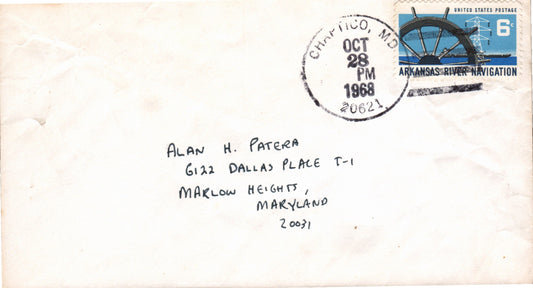 UNITED STATES POSTAGE
6c
ARKANSAS RIVER NAVIGATION
CHAPTICO, MD
OCT
28
PM
1968
20621
ALAN H. PATERA
6122 DALLAS PLACE T-1
MARLOW HEIGHTS,
MARYLAND
20031